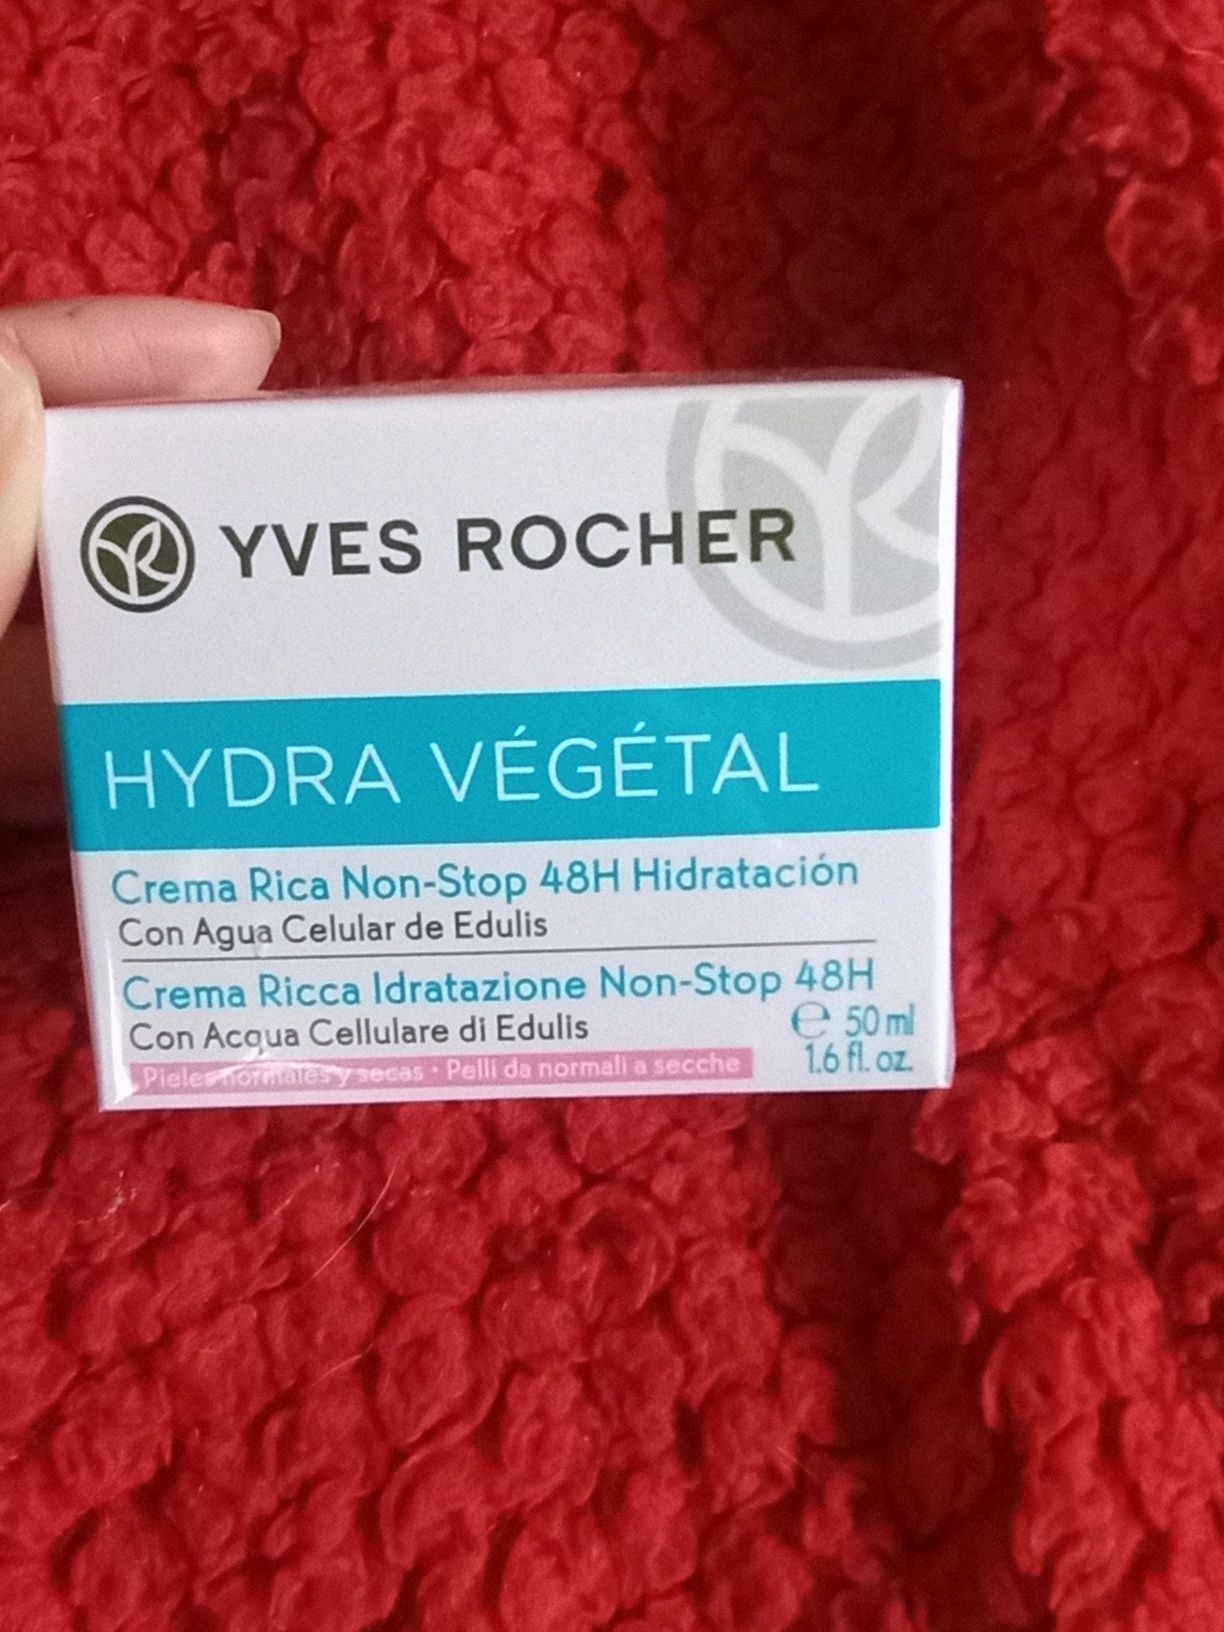 YVES ROCHER
HYDRA VÉGÉTAL
Crema Rica Non-Stop 48H Hidratación
Con Agua Celular de Edulis
Crema Ricca Idratazione Non-Stop 48H
Con Acqua Cellulare di Edulis
Pieles normales y secas • Pelli da normali a secche
℮ 50 ml
1.6 fl. oz.